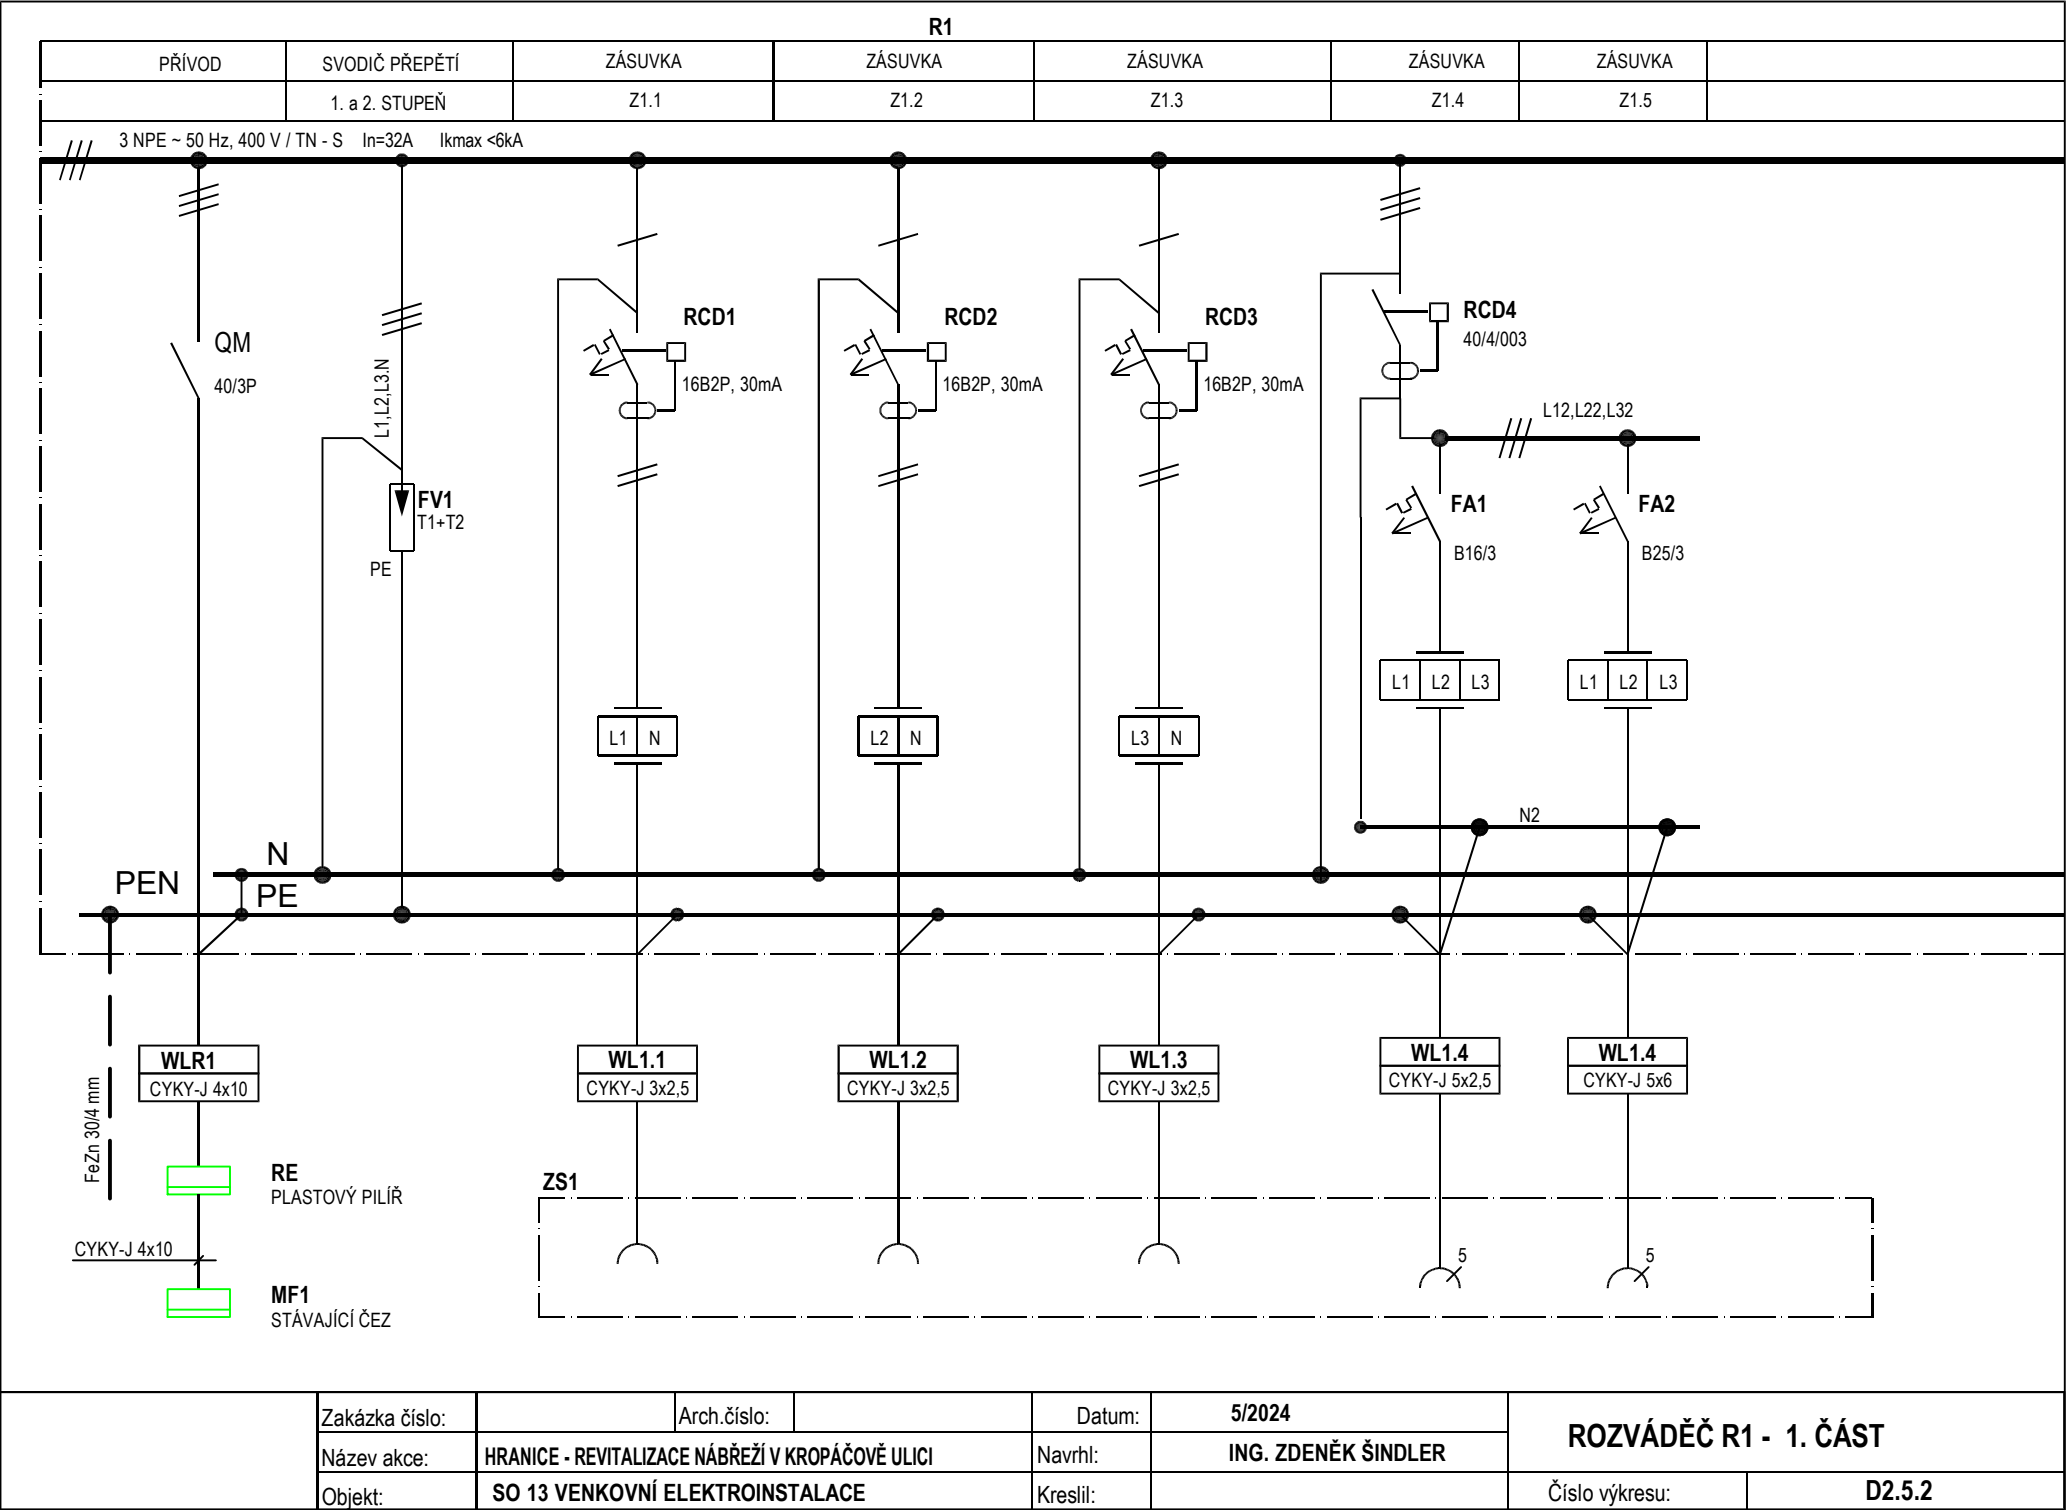 R1
PŘÍVOD
SVODIČ PŘEPĚTÍ
ZÁSUVKA
ZÁSUVKA
ZÁSUVKA
ZÁSUVKA
ZÁSUVKA
1. a 2. STUPEŇ
Z1.1
Z1.2
Z1.3
Z1.4
Z1.5
3 NPE ~ 50 Hz, 400 V / TN - S In=32A Ikmax <6kA
QM
40/3P
L1,L2,L3.N
FV1
T1+T2
PE
RCD1
16B2P, 30mA
RCD2
16B2P, 30mA
RCD3
16B2P, 30mA
RCD4
40/4/003
L12,L22,L32
FA1
B16/3
FA2
B25/3
L1 L2 L3
L1 L2 L3
L1 N
L2 N
L3 N
N2
N
PEN
PE
WLR1
CYKY-J 4x10
WL1.1
CYKY-J 3x2,5
WL1.2
CYKY-J 3x2,5
WL1.3
CYKY-J 3x2,5
WL1.4
CYKY-J 5x2,5
WL1.4
CYKY-J 5x6
FeZn 30/4 mm
RE
PLASTOVÝ PILÍŘ
ZS1
CYKY-J 4x10
5
5
MF1
STÁVAJÍCÍ ČEZ
Zakázka číslo:
Arch.číslo:
Datum: 5/2024
ROZVÁDĚČ R1 - 1. ČÁST
Název akce: HRANICE - REVITALIZACE NÁBŘEŽÍ V KROPÁČOVĚ ULICI
Navrhl: ING. ZDENĚK ŠINDLER
Objekt: SO 13 VENKOVNÍ ELEKTROINSTALACE
Kreslil:
Číslo výkresu: D2.5.2